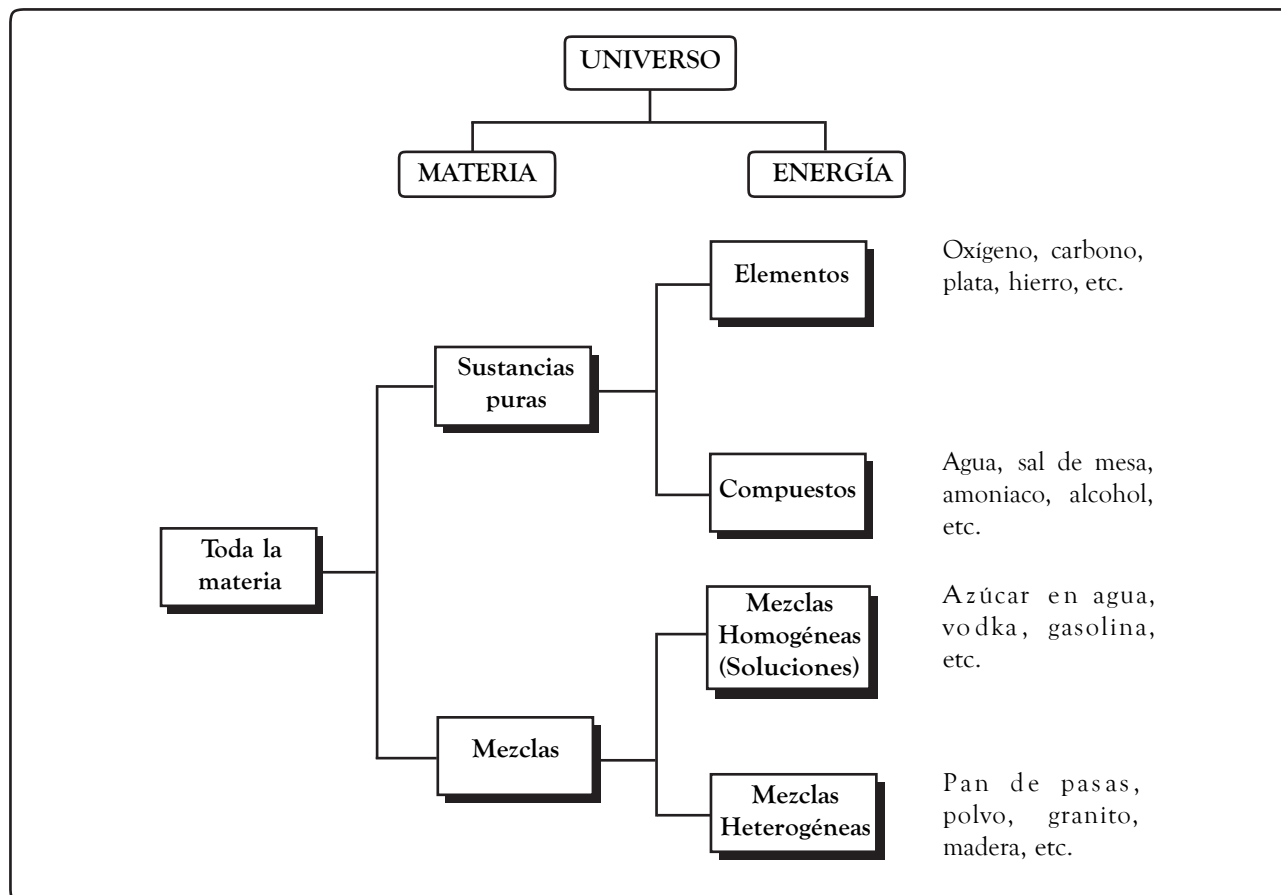 UNIVERSO
MATERIA
ENERGÍA
Elementos
Oxígeno, carbono,
plata, hierro, etc.
Sustancias
puras
Compuestos
Agua, sal de mesa,
amoniaco, alcohol,
etc.
Toda la
materia
Mezclas
Homogéneas
(Soluciones)
Azúcar en agua,
vodka, gasolina,
etc.
Mezclas
Mezclas
Heterogéneas
Pan de pasas,
polvo, granito,
madera, etc.